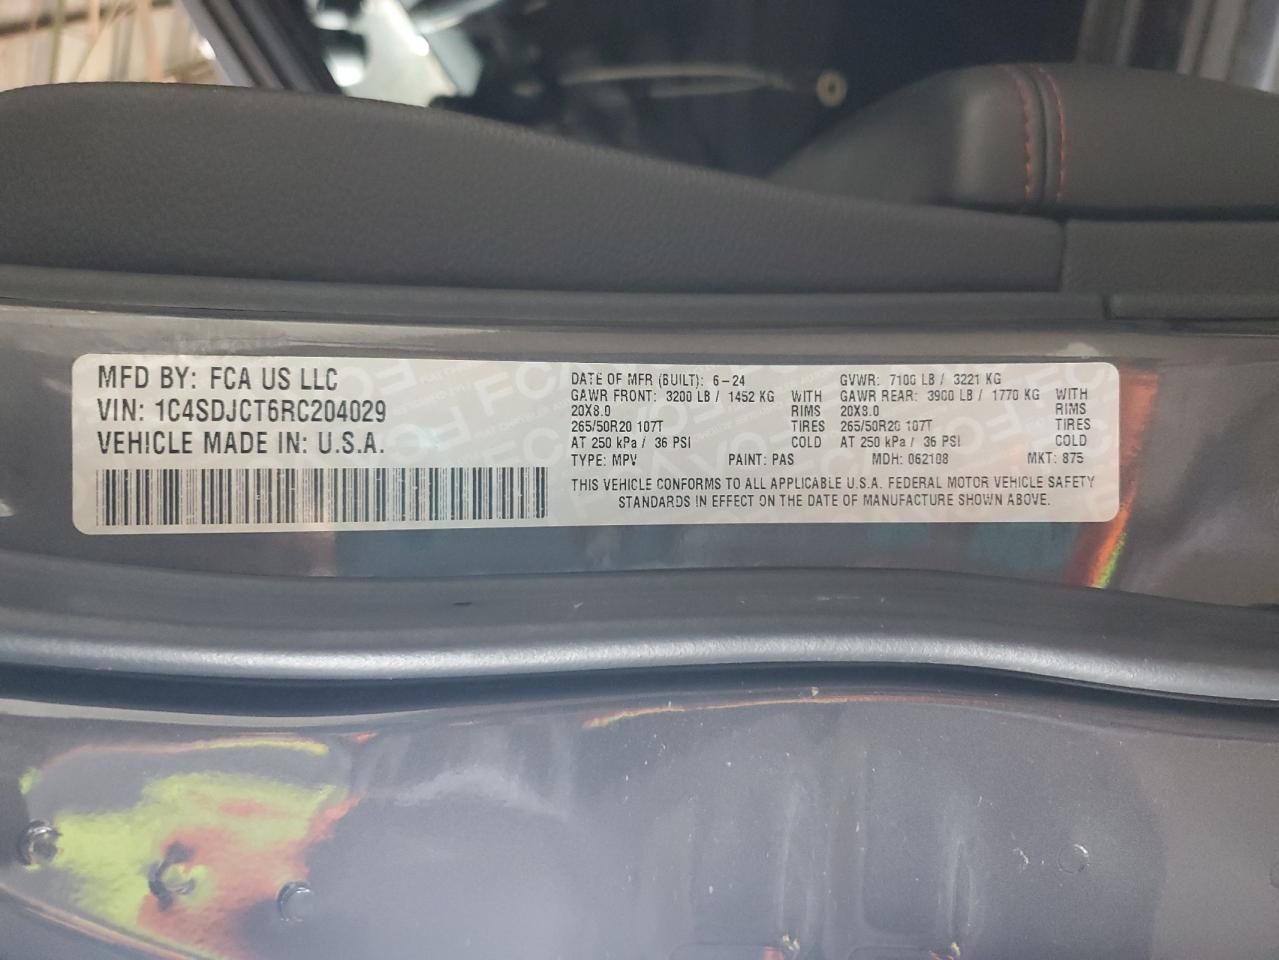 MFD BY: FCA US LLC
VIN: 1C4SDJCT6RC204029
VEHICLE MADE IN: U.S.A.
DATE OF MFR (BUILT): 6-24 GVWR: 7100 LB / 3221 KG
GAWR FRONT: 3200 LB / 1452 KG WITH GAWR REAR: 3900 LB / 1770 KG WITH
20X8.0 RIMS 20X8.0 RIMS
265/50R20 107T TIRES 265/50R20 107T TIRES
AT 250 kPa / 36 PSI COLD AT 250 kPa / 36 PSI COLD
TYPE: MPV PAINT: PAS MDH: 062108 MKT: 875
THIS VEHICLE CONFORMS TO ALL APPLICABLE U.S.A. FEDERAL MOTOR VEHICLE SAFETY
STANDARDS IN EFFECT ON THE DATE OF MANUFACTURE SHOWN ABOVE.